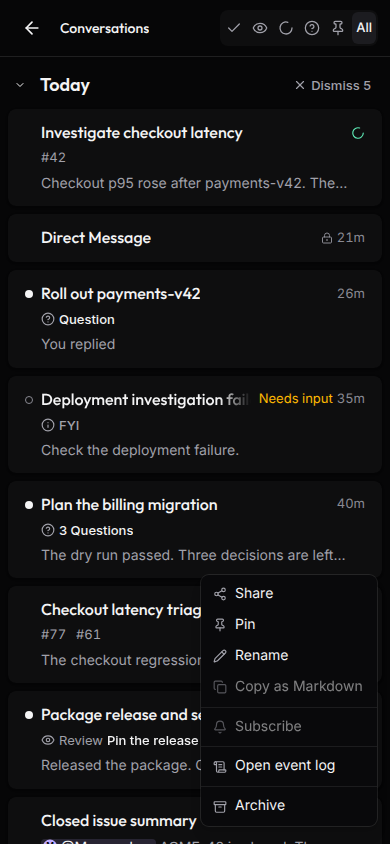 Conversations
All
Today
Dismiss 5
Investigate checkout latency
#42
Checkout p95 rose after payments-v42. The...
Direct Message
21m
Roll out payments-v42
26m
Question
You replied
Deployment investigation fail
Needs input 35m
FYI
Check the deployment failure.
Plan the billing migration
40m
3 Questions
The dry run passed. Three decisions are left...
Checkout latency triag
#77 #61
The checkout regression
Package release and se
Review Pin the release
Released the package. C
Closed issue summary
Share
Pin
Rename
Copy as Markdown
Subscribe
Open event log
Archive